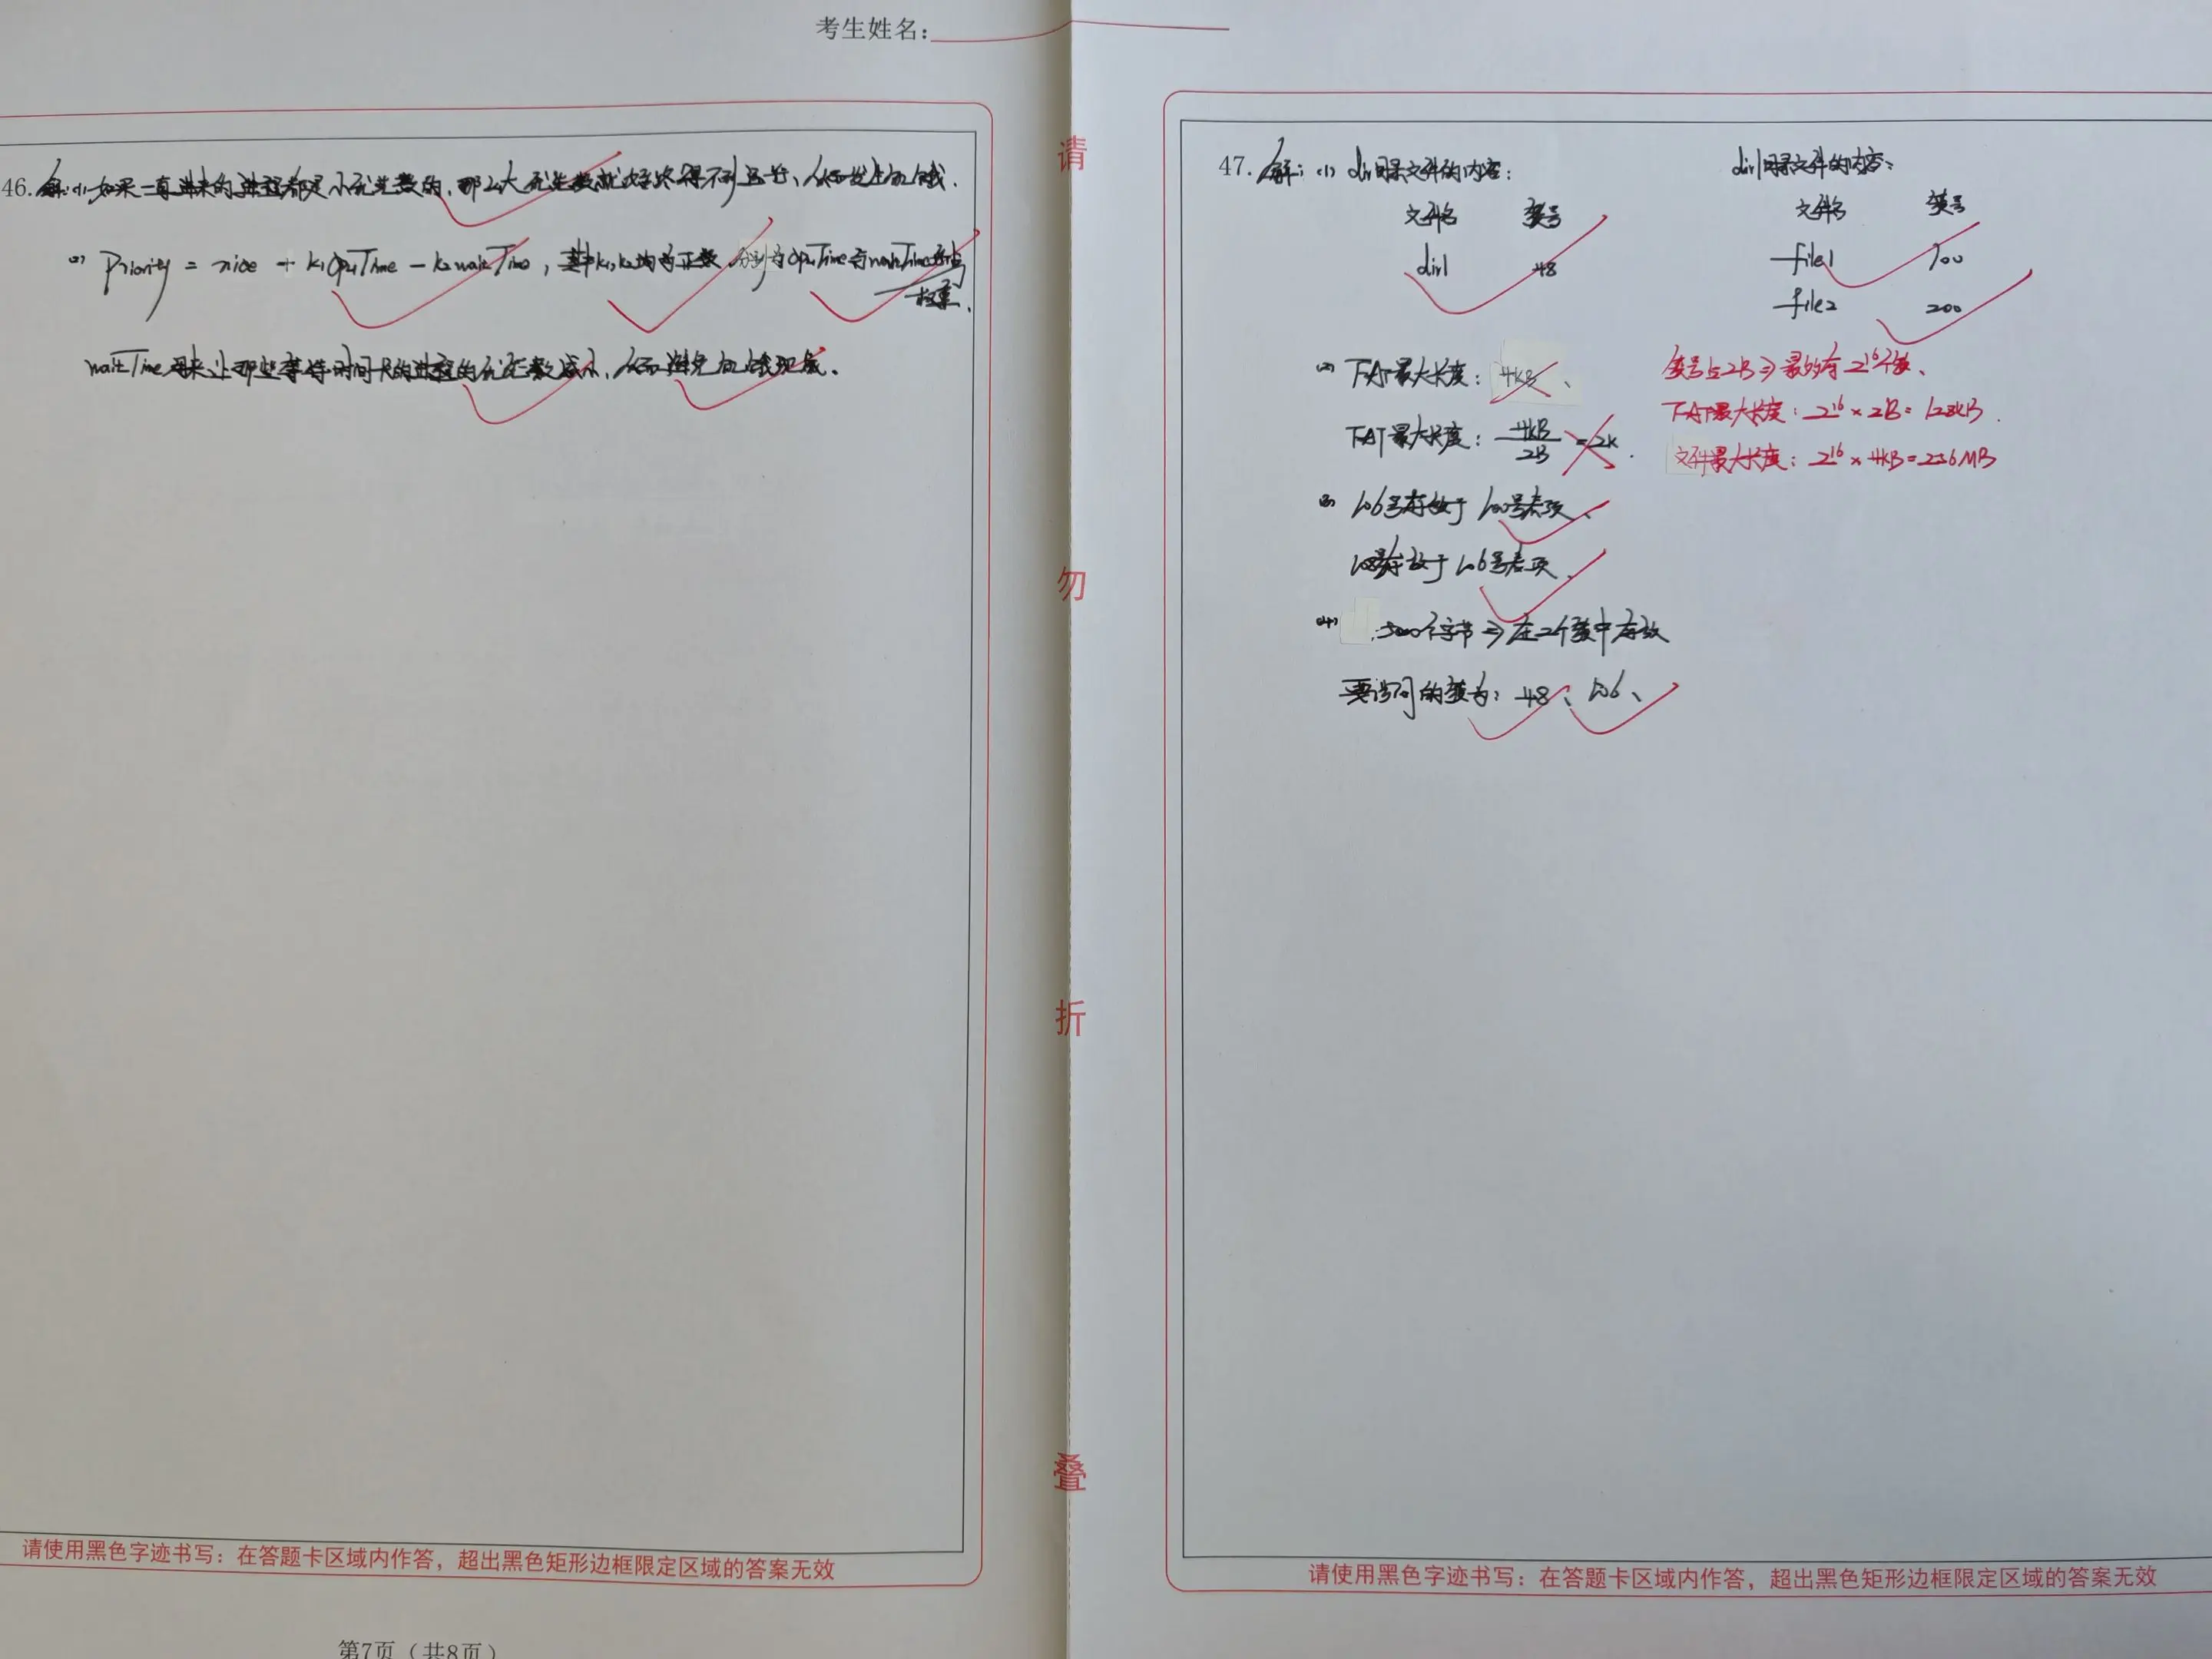 考生姓名：
46.解:(1)如果一直进来的进程都是小优先数的,那么大优先数就始终得不到运行、从而发生饥饿.
(2) Priority = nice + k₁cpuTime - k₂waitTime, 其中k₁,k₂均为正数.分别为cpuTime与waitTime所占
权重.
waitTime用来让那些等待时间长的进程的优先数减小,从而避免饥饿现象.
请使用黑色字迹书写：在答题卡区域内作答，超出黑色矩形边框限定区域的答案无效
第7页（共8页）
请
勿
折
叠
47.解:(1) dir目录文件的内容: dir1目录文件的内容:
文件名 簇号 文件名 簇号
dir1 48 file1 100
file2 200
(2) FAT最大长度: 4KB、 簇号占2B⇒最多有2¹⁶个簇、
FAT最大长度: 4KB/2B = 2K. FAT最大长度: 2¹⁶×2B=128KB.
文件最大长度: 2¹⁶×4KB=256MB
(3) 106号存放于100号表项、
108号存放于106号表项.
(4) 5000个字节⇒在2个簇中存放
要访问的簇为: 48、106、
请使用黑色字迹书写：在答题卡区域内作答，超出黑色矩形边框限定区域的答案无效